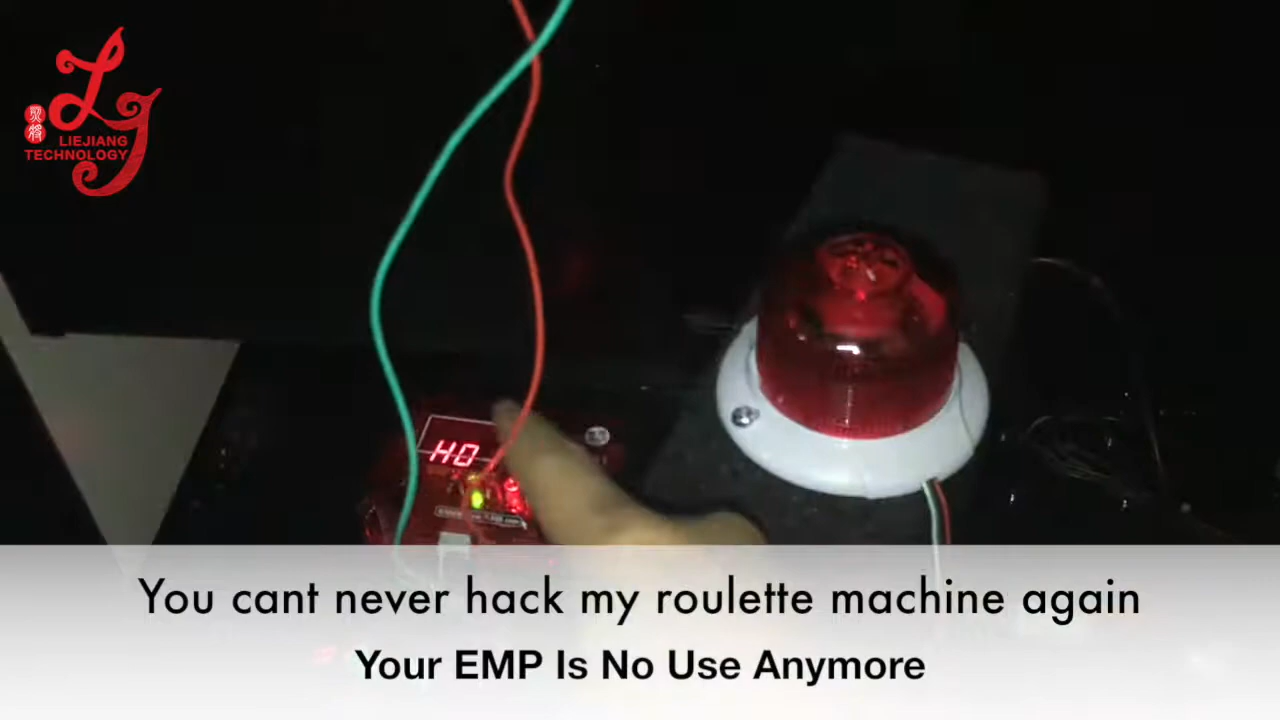 LIEJIANG
TECHNOLOGY
H0
You cant never hack my roulette machine again
Your EMP Is No Use Anymore